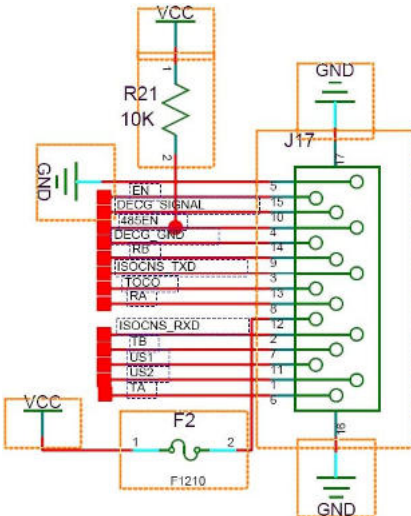 VCC
1
R21
10K
2
GND
J17
17
GND
5
EN
15
DECG_SIGNAL
10
485EN
4
DECG_GND
14
RB
9
ISOCNS_TXD
3
TOCO
13
RA
8
ISOCNS_RXD
12
2
TB
7
US1
11
US2
1
TA
6
VCC
F2
1
2
F1210
16
GND